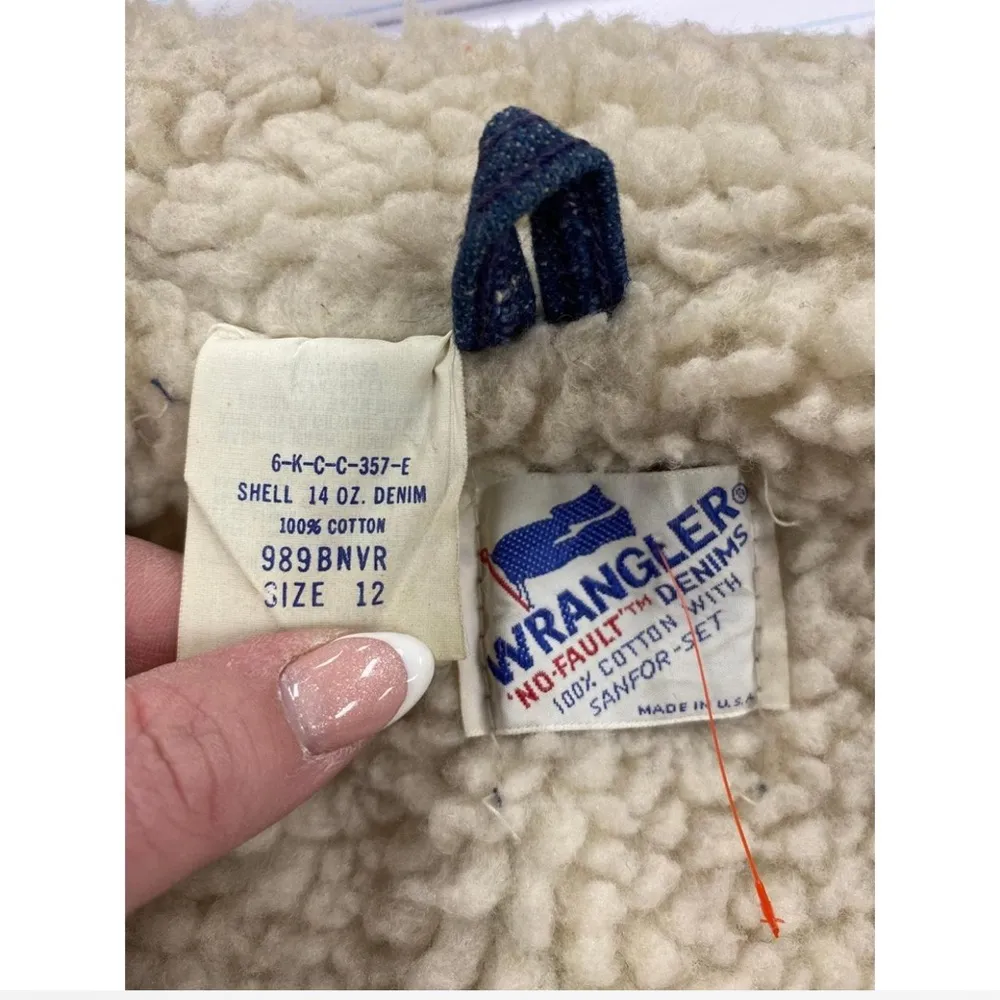 6-K-C-C-357-E
SHELL 14 OZ. DENIM
100% COTTON
989BNVR
SIZE 12
WRANGLER®
'NO-FAULT'™ DENIMS
100% COTTON WITH
SANFOR-SET
MADE IN U.S.A